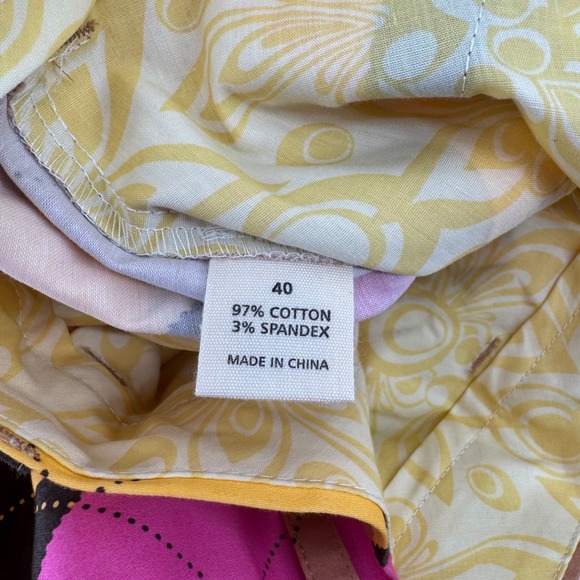 40
97% COTTON
3% SPANDEX
MADE IN CHINA